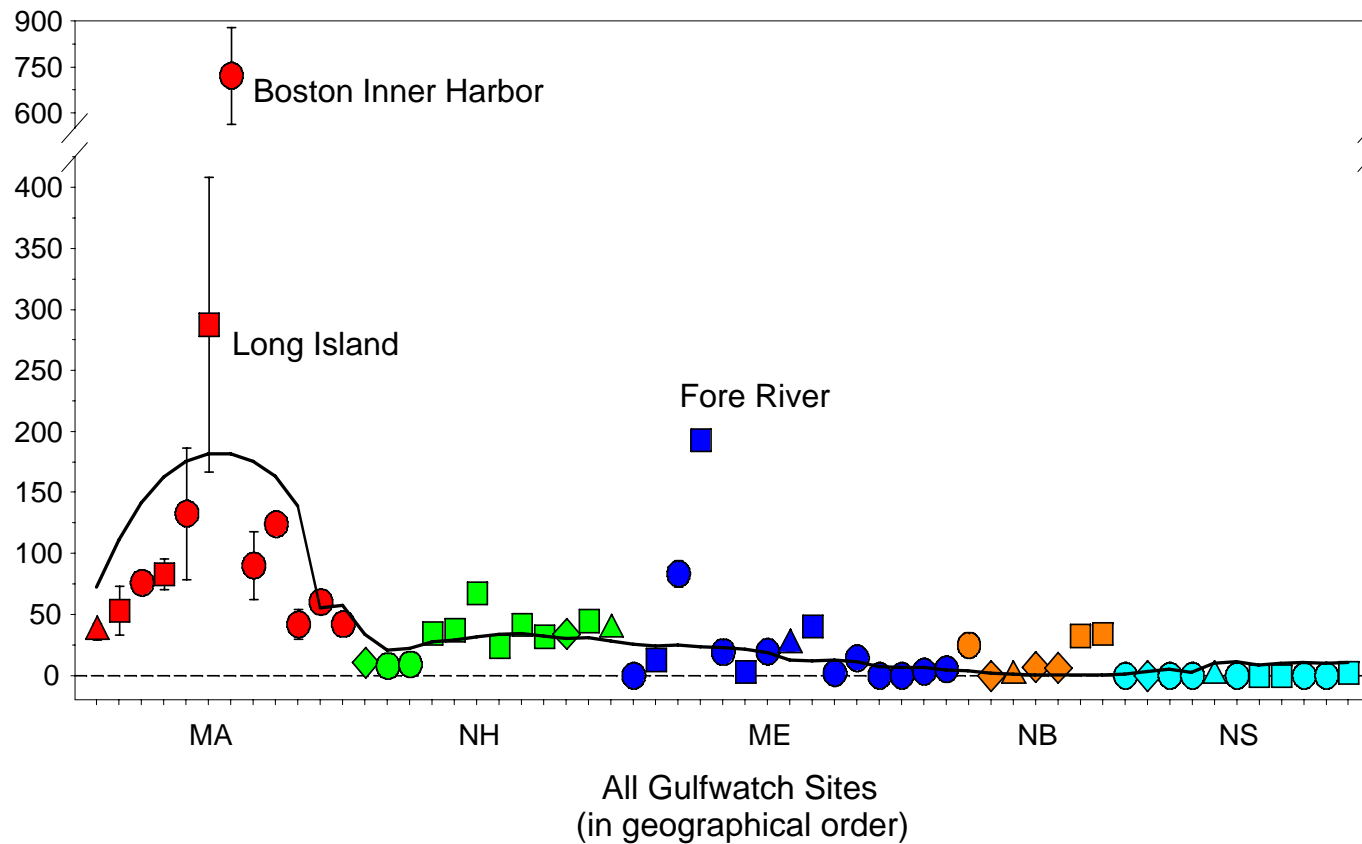 900
750
Boston Inner Harbor
600
400
350
300
Long Island
250
Fore River
200
150
100
50
0
MA NH ME NB NS
All Gulfwatch Sites
(in geographical order)